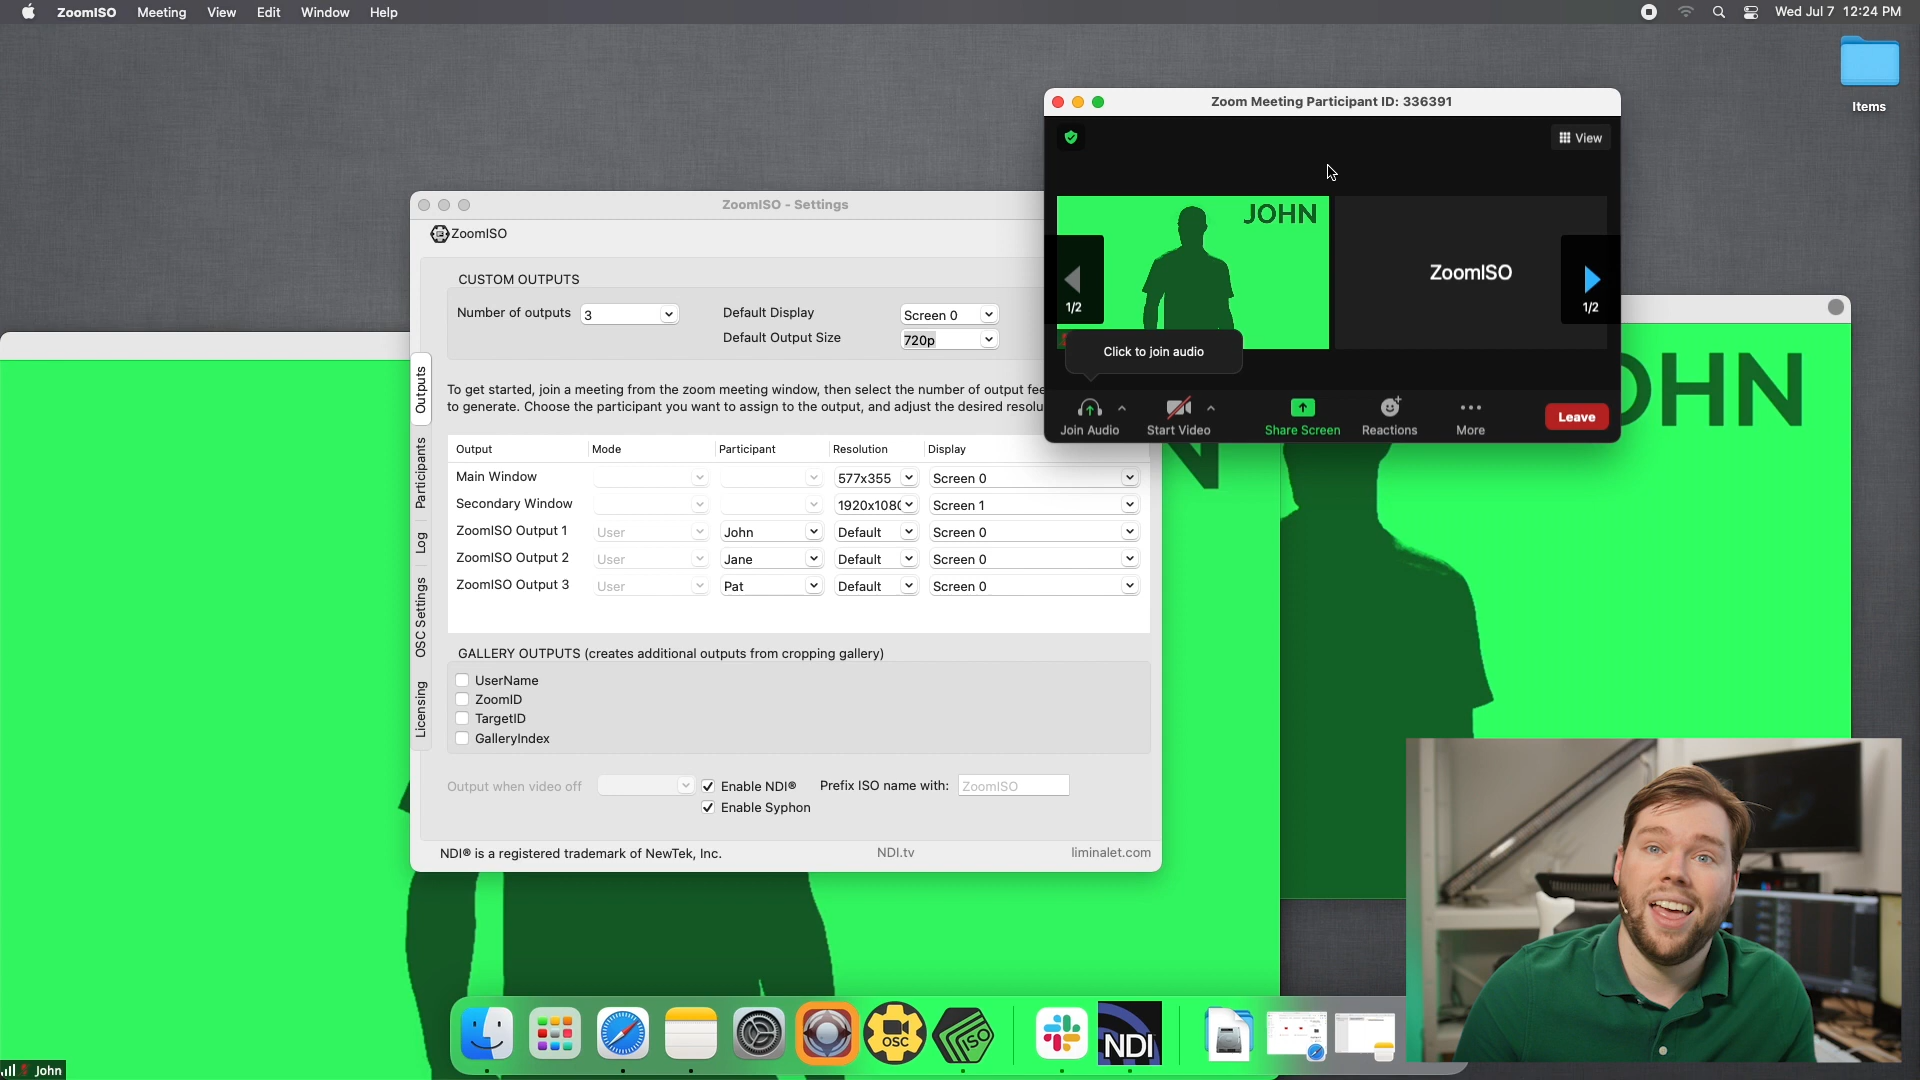 ZoomISO Meeting View Edit Window Help
Wed Jul 7 12:24 PM
Items
Zoom Meeting Participant ID: 336391
View
JOHN
ZoomISO
1/2
1/2
Click to join audio
Join Audio
Start Video
Share Screen
Reactions
More
Leave
OHN
N
ZoomISO - Settings
ZoomISO
CUSTOM OUTPUTS
Number of outputs 3
Default Display Screen 0
Default Output Size 720p
To get started, join a meeting from the zoom meeting window, then select the number of output fee
to generate. Choose the participant you want to assign to the output, and adjust the desired resolu
Outputs
Participants
Log
OSC Settings
Licensing
Output Mode Participant Resolution Display
Main Window 577x355 Screen 0
Secondary Window 1920x1080 Screen 1
ZoomISO Output 1 User John Default Screen 0
ZoomISO Output 2 User Jane Default Screen 0
ZoomISO Output 3 User Pat Default Screen 0
GALLERY OUTPUTS (creates additional outputs from cropping gallery)
UserName
ZoomID
TargetID
GalleryIndex
Output when video off
Enable NDI® Prefix ISO name with: ZoomISO
Enable Syphon
NDI® is a registered trademark of NewTek, Inc. NDI.tv liminalet.com
OSC
ISO
NDI
John